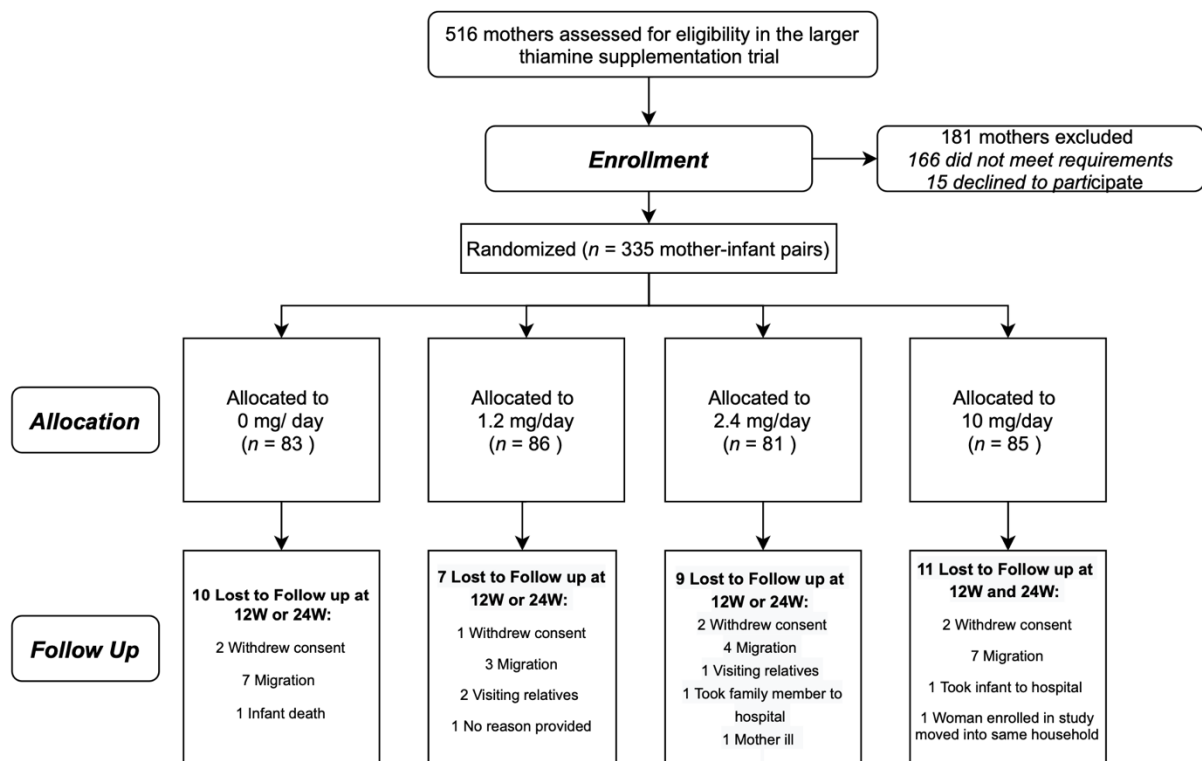 516 mothers assessed for eligibility in the larger
thiamine supplementation trial
Enrollment
181 mothers excluded
166 did not meet requirements
15 declined to participate
Randomized (n = 335 mother-infant pairs)
Allocation
Allocated to
0 mg/ day
(n = 83 )
Allocated to
1.2 mg/day
(n = 86 )
Allocated to
2.4 mg/day
(n = 81 )
Allocated to
10 mg/day
(n = 85 )
Follow Up
10 Lost to Follow up at
12W or 24W:
2 Withdrew consent
7 Migration
1 Infant death
7 Lost to Follow up at
12W or 24W:
1 Withdrew consent
3 Migration
2 Visiting relatives
1 No reason provided
9 Lost to Follow up at
12W or 24W:
2 Withdrew consent
4 Migration
1 Visiting relatives
1 Took family member to
hospital
1 Mother ill
11 Lost to Follow up at
12W and 24W:
2 Withdrew consent
7 Migration
1 Took infant to hospital
1 Woman enrolled in study
moved into same household